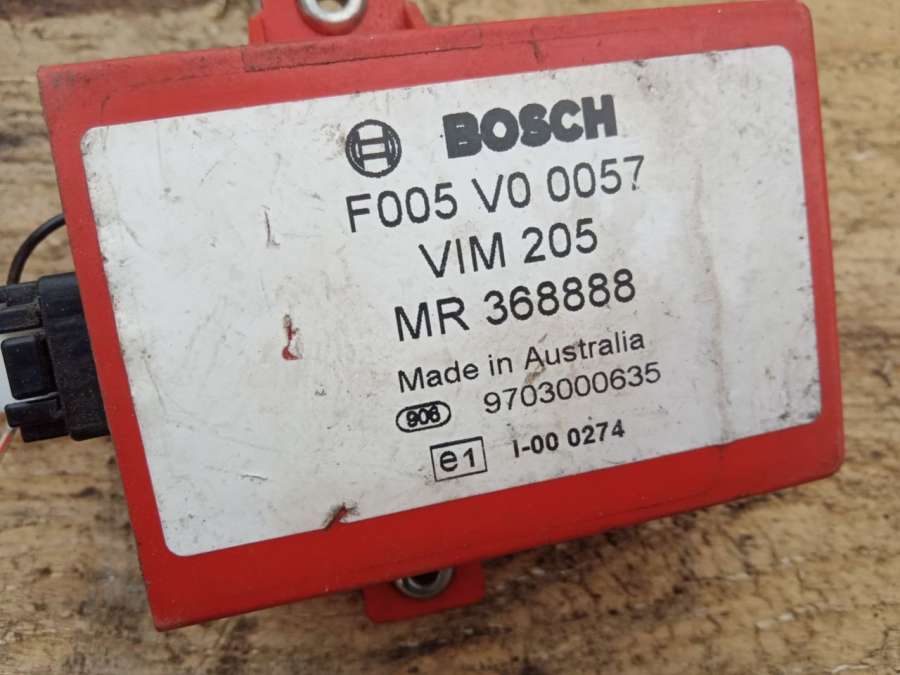 BOSCH
F005 V0 0057
VIM 205
MR 368888
Made in Australia
906 9703000635
e1 I-00 0274